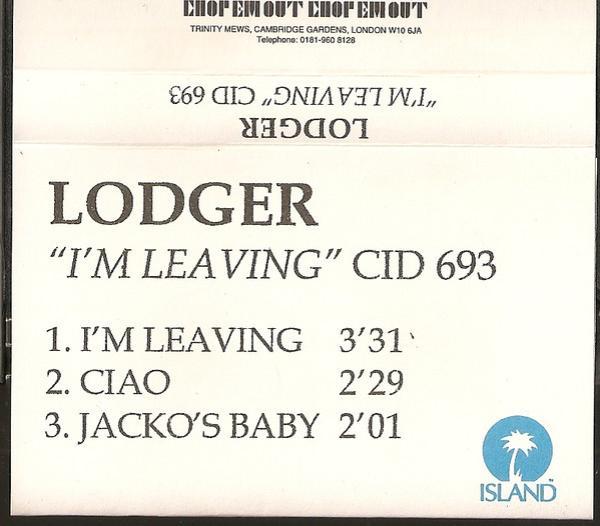 CHOP EM OUT CHOP EM OUT
TRINITY MEWS, CAMBRIDGE GARDENS, LONDON W10 6JA
Telephone: 0181-960 8128
LODGER
"I'M LEAVING" CID 693
LODGER
"I'M LEAVING" CID 693
1. I'M LEAVING 3'31
2. CIAO 2'29
3. JACKO'S BABY 2'01
ISLAND